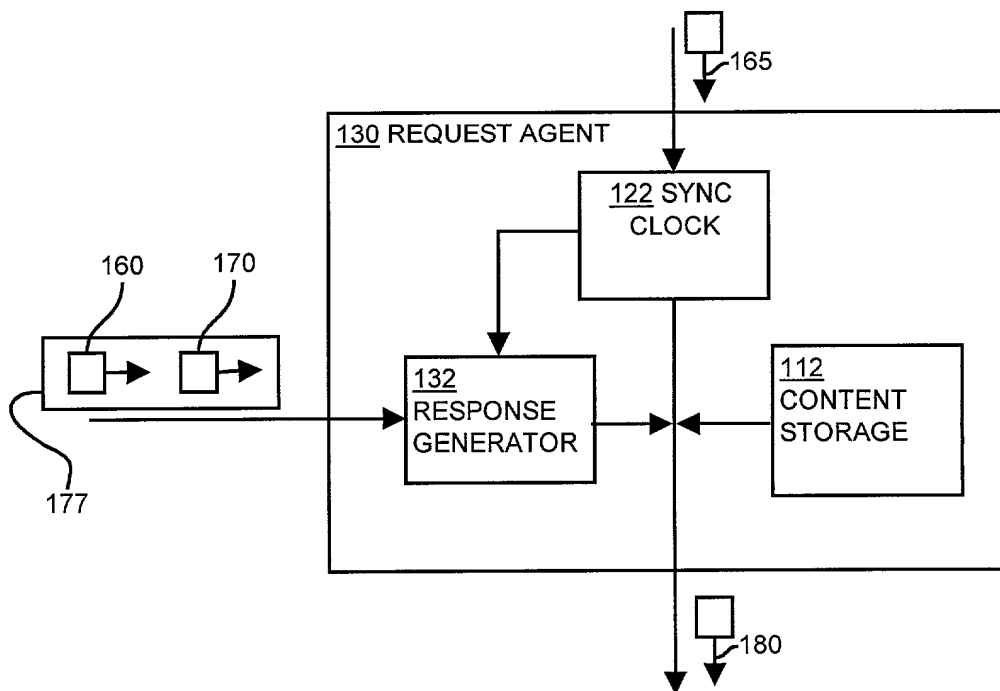 165
130 REQUEST AGENT
122 SYNC
CLOCK
160
170
132
RESPONSE
GENERATOR
112
CONTENT
STORAGE
177
180